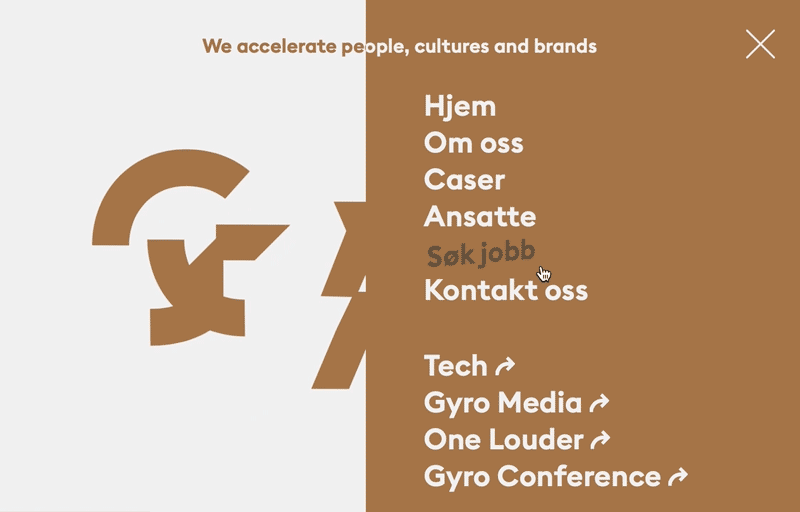 We accelerate people, cultures and brands
Hjem
Om oss
Caser
Ansatte
Søk jobb
Kontakt oss
Tech
Gyro Media
One Louder
Gyro Conference